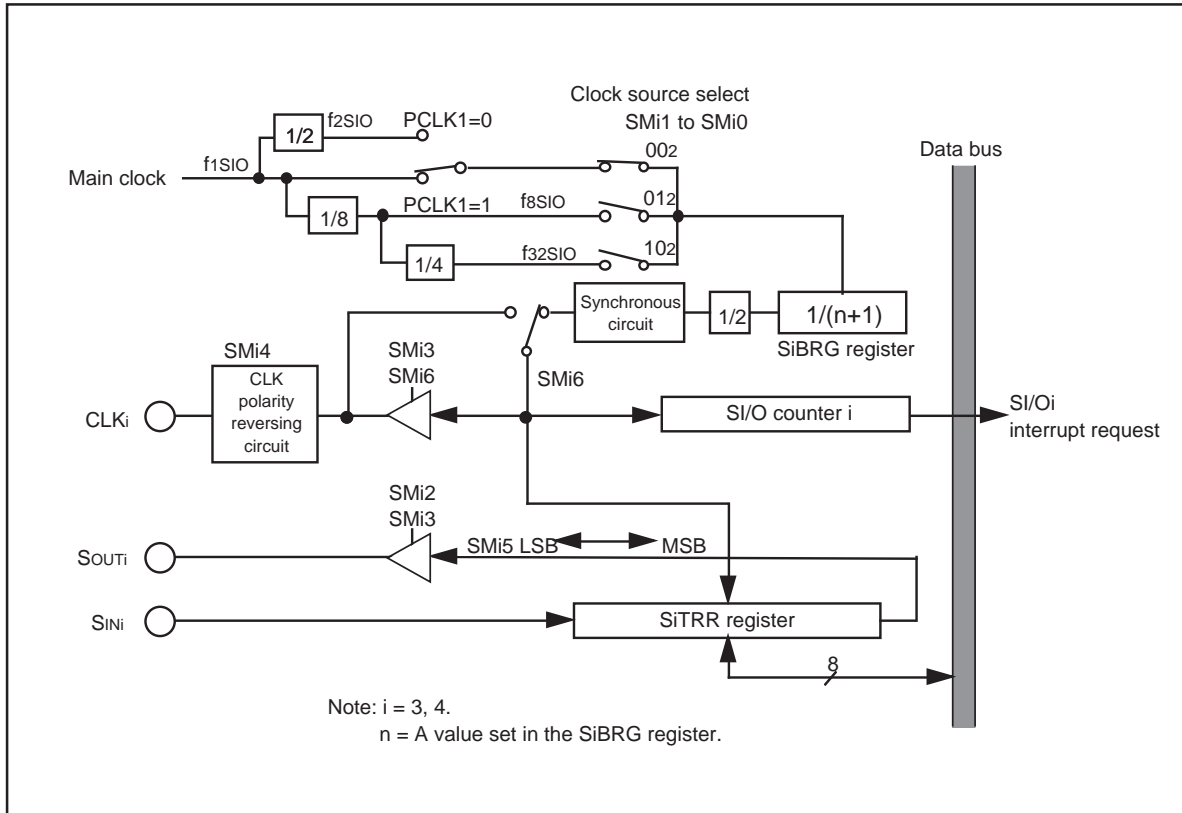 Clock source select
SMi1 to SMi0
Data bus
f2SIO
PCLK1=0
1/2
002
f1SIO
Main clock
PCLK1=1
f8SIO
012
1/8
f32SIO
102
1/4
Synchronous
circuit
1/2
1/(n+1)
SiBRG register
SMi4
SMi3
SMi6
SMi6
CLK
polarity
reversing
circuit
CLKi
SI/O counter i
SI/Oi
interrupt request
SMi2
SMi3
SMi5 LSB
MSB
SOUTi
SINi
SiTRR register
8
Note: i = 3, 4.
n = A value set in the SiBRG register.